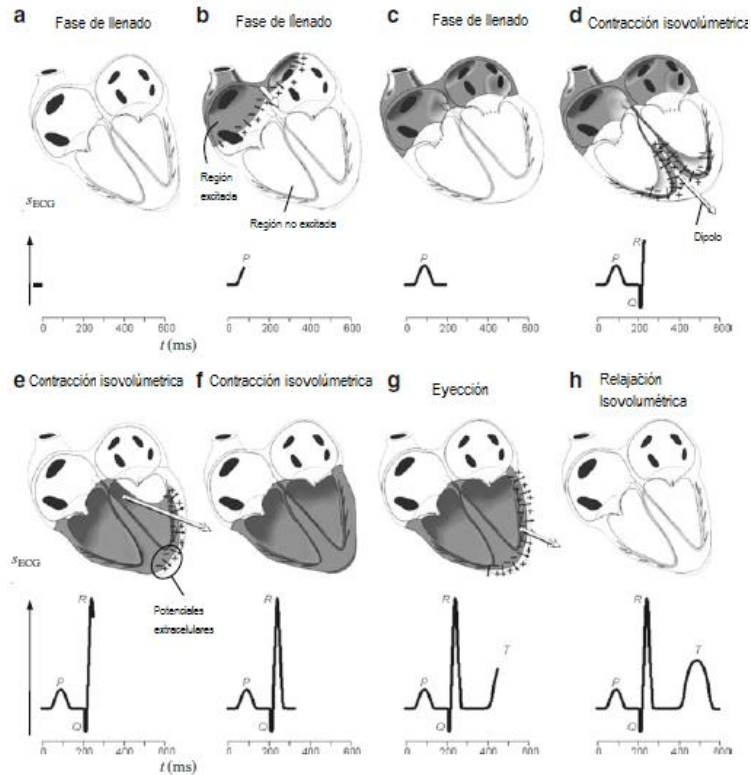 a
Fase de llenado
b
Fase de llenado
c
Fase de llenado
d
Contracción isovolúmetrica
Región
excitada
Región no excitada
Dipolo
sECG
P
P
P
R
Q
0 200 400 600
0 200 400 600
0 200 400 600
0 200 400 600
t (ms)
e
Contracción isovolúmetrica
f
Contracción isovolúmetrica
g
Eyección
h
Relajación
Isovolumétrica
sECG
Potenciales
extracelulares
R
P
Q
R
P
Q
R
P
Q
T
R
P
Q
T
0 200 400 600
0 200 400 600
0 200 400 600
0 200 400 600
t (ms)